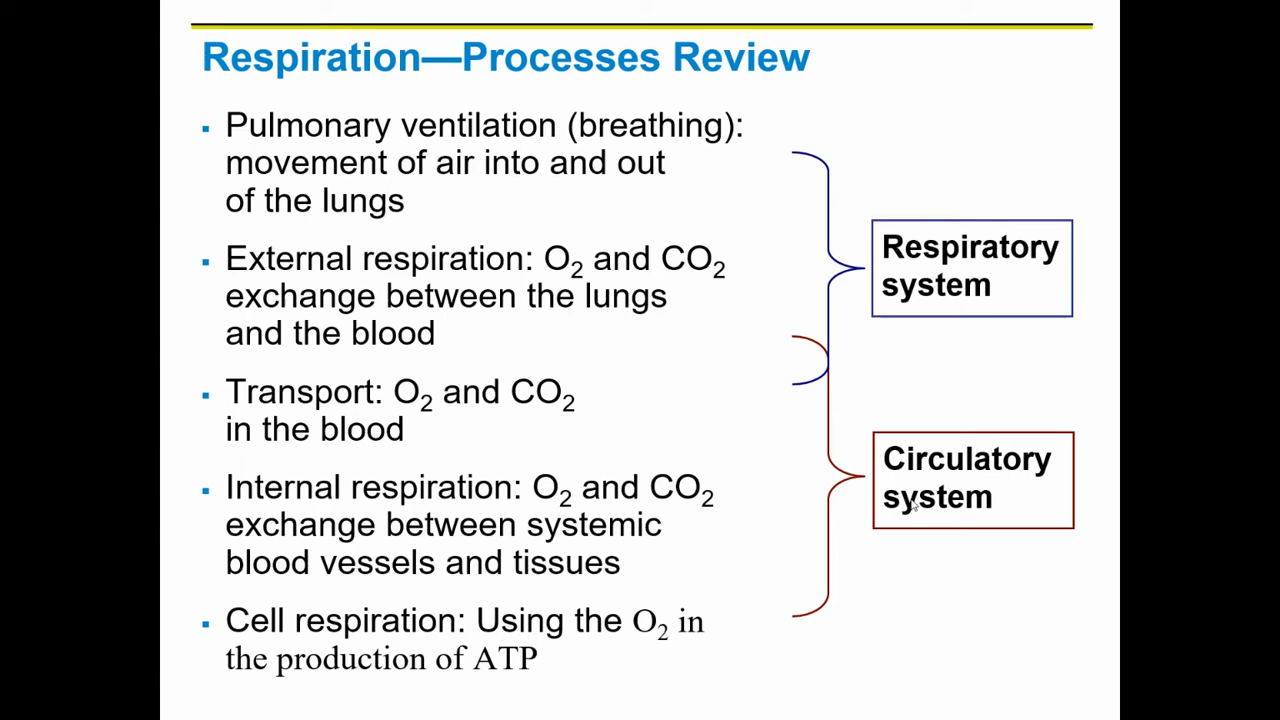 Respiration—Processes Review
▪ Pulmonary ventilation (breathing):
movement of air into and out
of the lungs
▪ External respiration: O₂ and CO₂
exchange between the lungs
and the blood
▪ Transport: O₂ and CO₂
in the blood
▪ Internal respiration: O₂ and CO₂
exchange between systemic
blood vessels and tissues
▪ Cell respiration: Using the O₂ in
the production of ATP
Respiratory
system
Circulatory
system